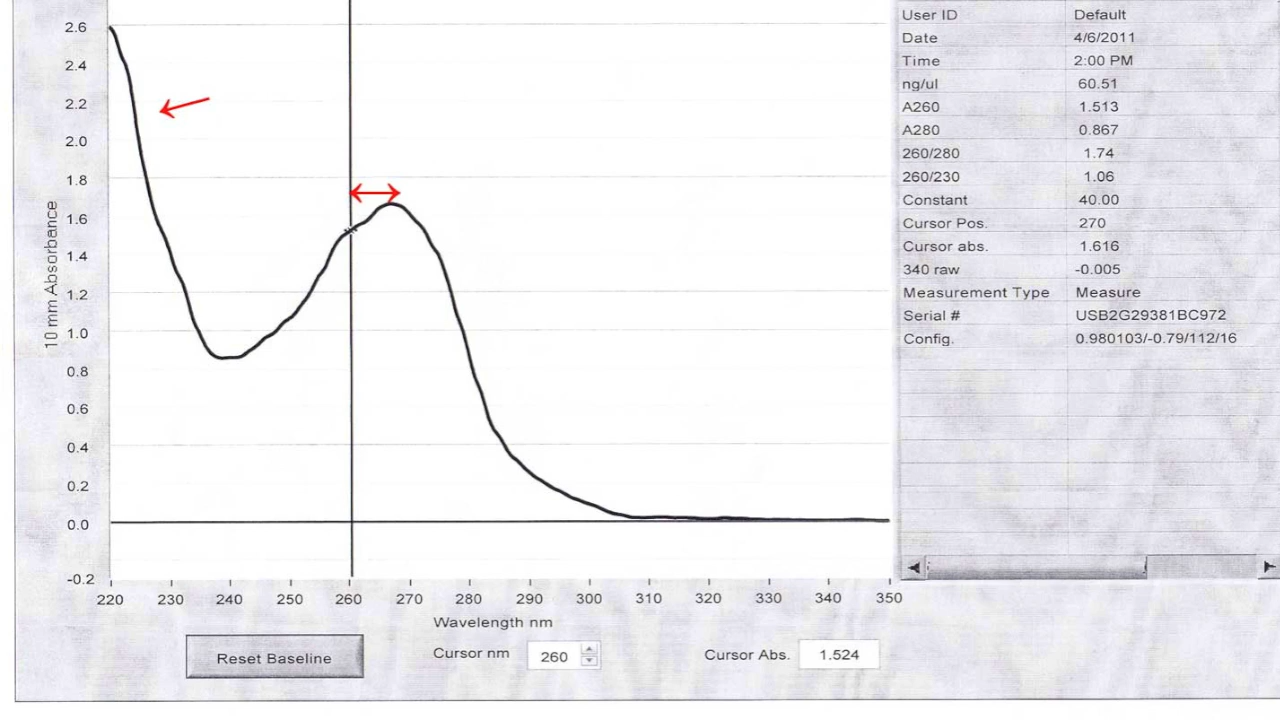 2.6
2.4
2.2
2.0
1.8
1.6
1.4
1.2
1.0
0.8
0.6
0.4
0.2
0.0
-0.2
10 mm Absorbance
220 230 240 250 260 270 280 290 300 310 320 330 340 350
Wavelength nm
Reset Baseline
Cursor nm 260
Cursor Abs. 1.524
User ID Default
Date 4/6/2011
Time 2:00 PM
ng/ul 60.51
A260 1.513
A280 0.867
260/280 1.74
260/230 1.06
Constant 40.00
Cursor Pos. 270
Cursor abs. 1.616
340 raw -0.005
Measurement Type Measure
Serial # USB2G29381BC972
Config. 0.980103/-0.79/112/16